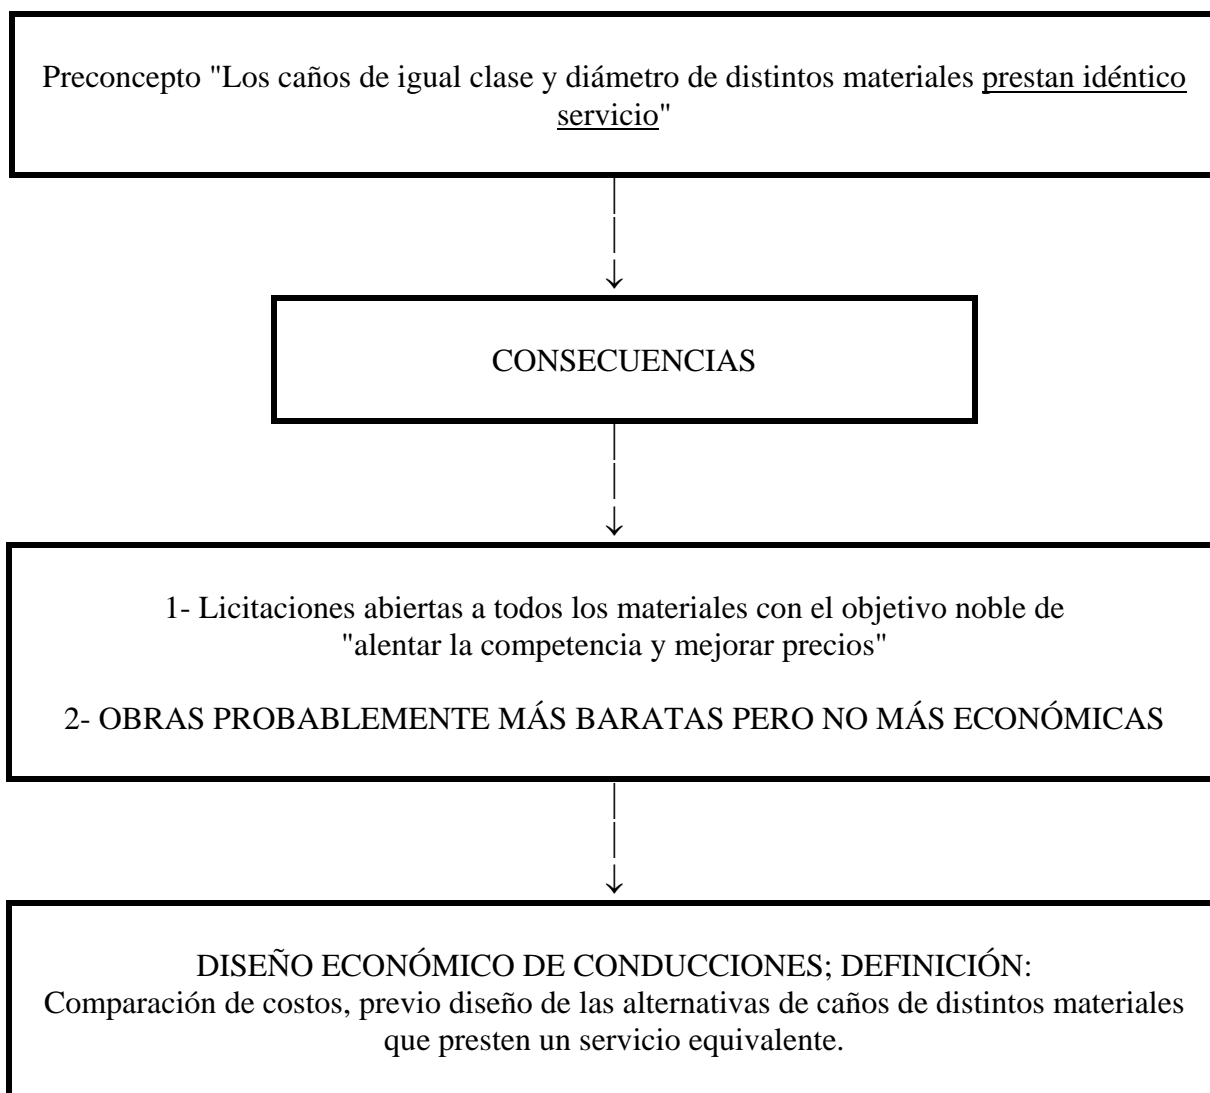 Preconcepto "Los caños de igual clase y diámetro de distintos materiales prestan idéntico
servicio"
CONSECUENCIAS
1- Licitaciones abiertas a todos los materiales con el objetivo noble de
"alentar la competencia y mejorar precios"
2- OBRAS PROBABLEMENTE MÁS BARATAS PERO NO MÁS ECONÓMICAS
DISEÑO ECONÓMICO DE CONDUCCIONES; DEFINICIÓN:
Comparación de costos, previo diseño de las alternativas de caños de distintos materiales
que presten un servicio equivalente.